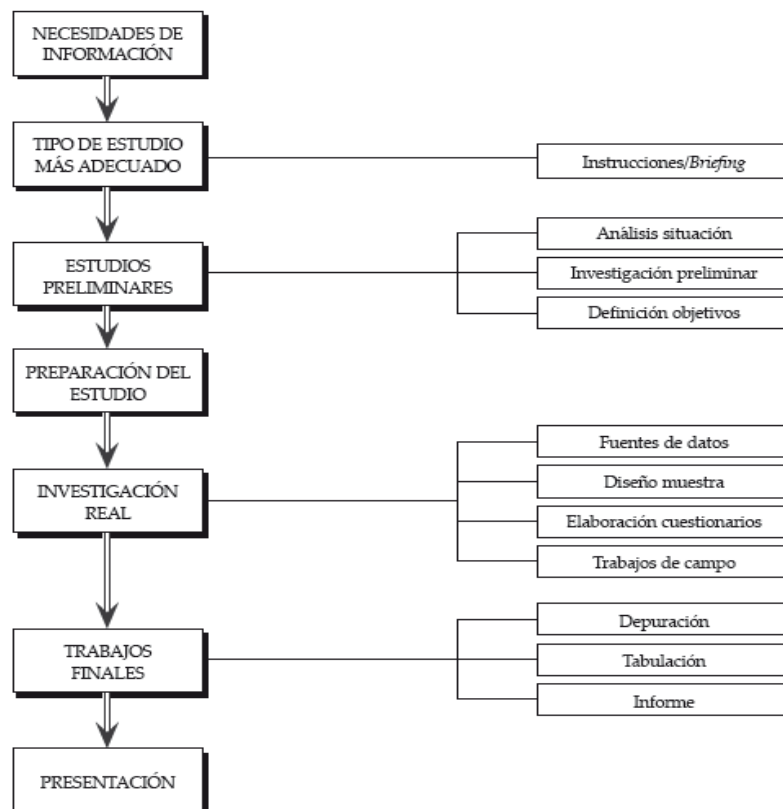 NECESIDADES DE
INFORMACIÓN
TIPO DE ESTUDIO
MÁS ADECUADO
Instrucciones/Briefing
ESTUDIOS
PRELIMINARES
Análisis situación
Investigación preliminar
Definición objetivos
PREPARACIÓN DEL
ESTUDIO
INVESTIGACIÓN
REAL
Fuentes de datos
Diseño muestra
Elaboración cuestionarios
Trabajos de campo
TRABAJOS
FINALES
Depuración
Tabulación
Informe
PRESENTACIÓN